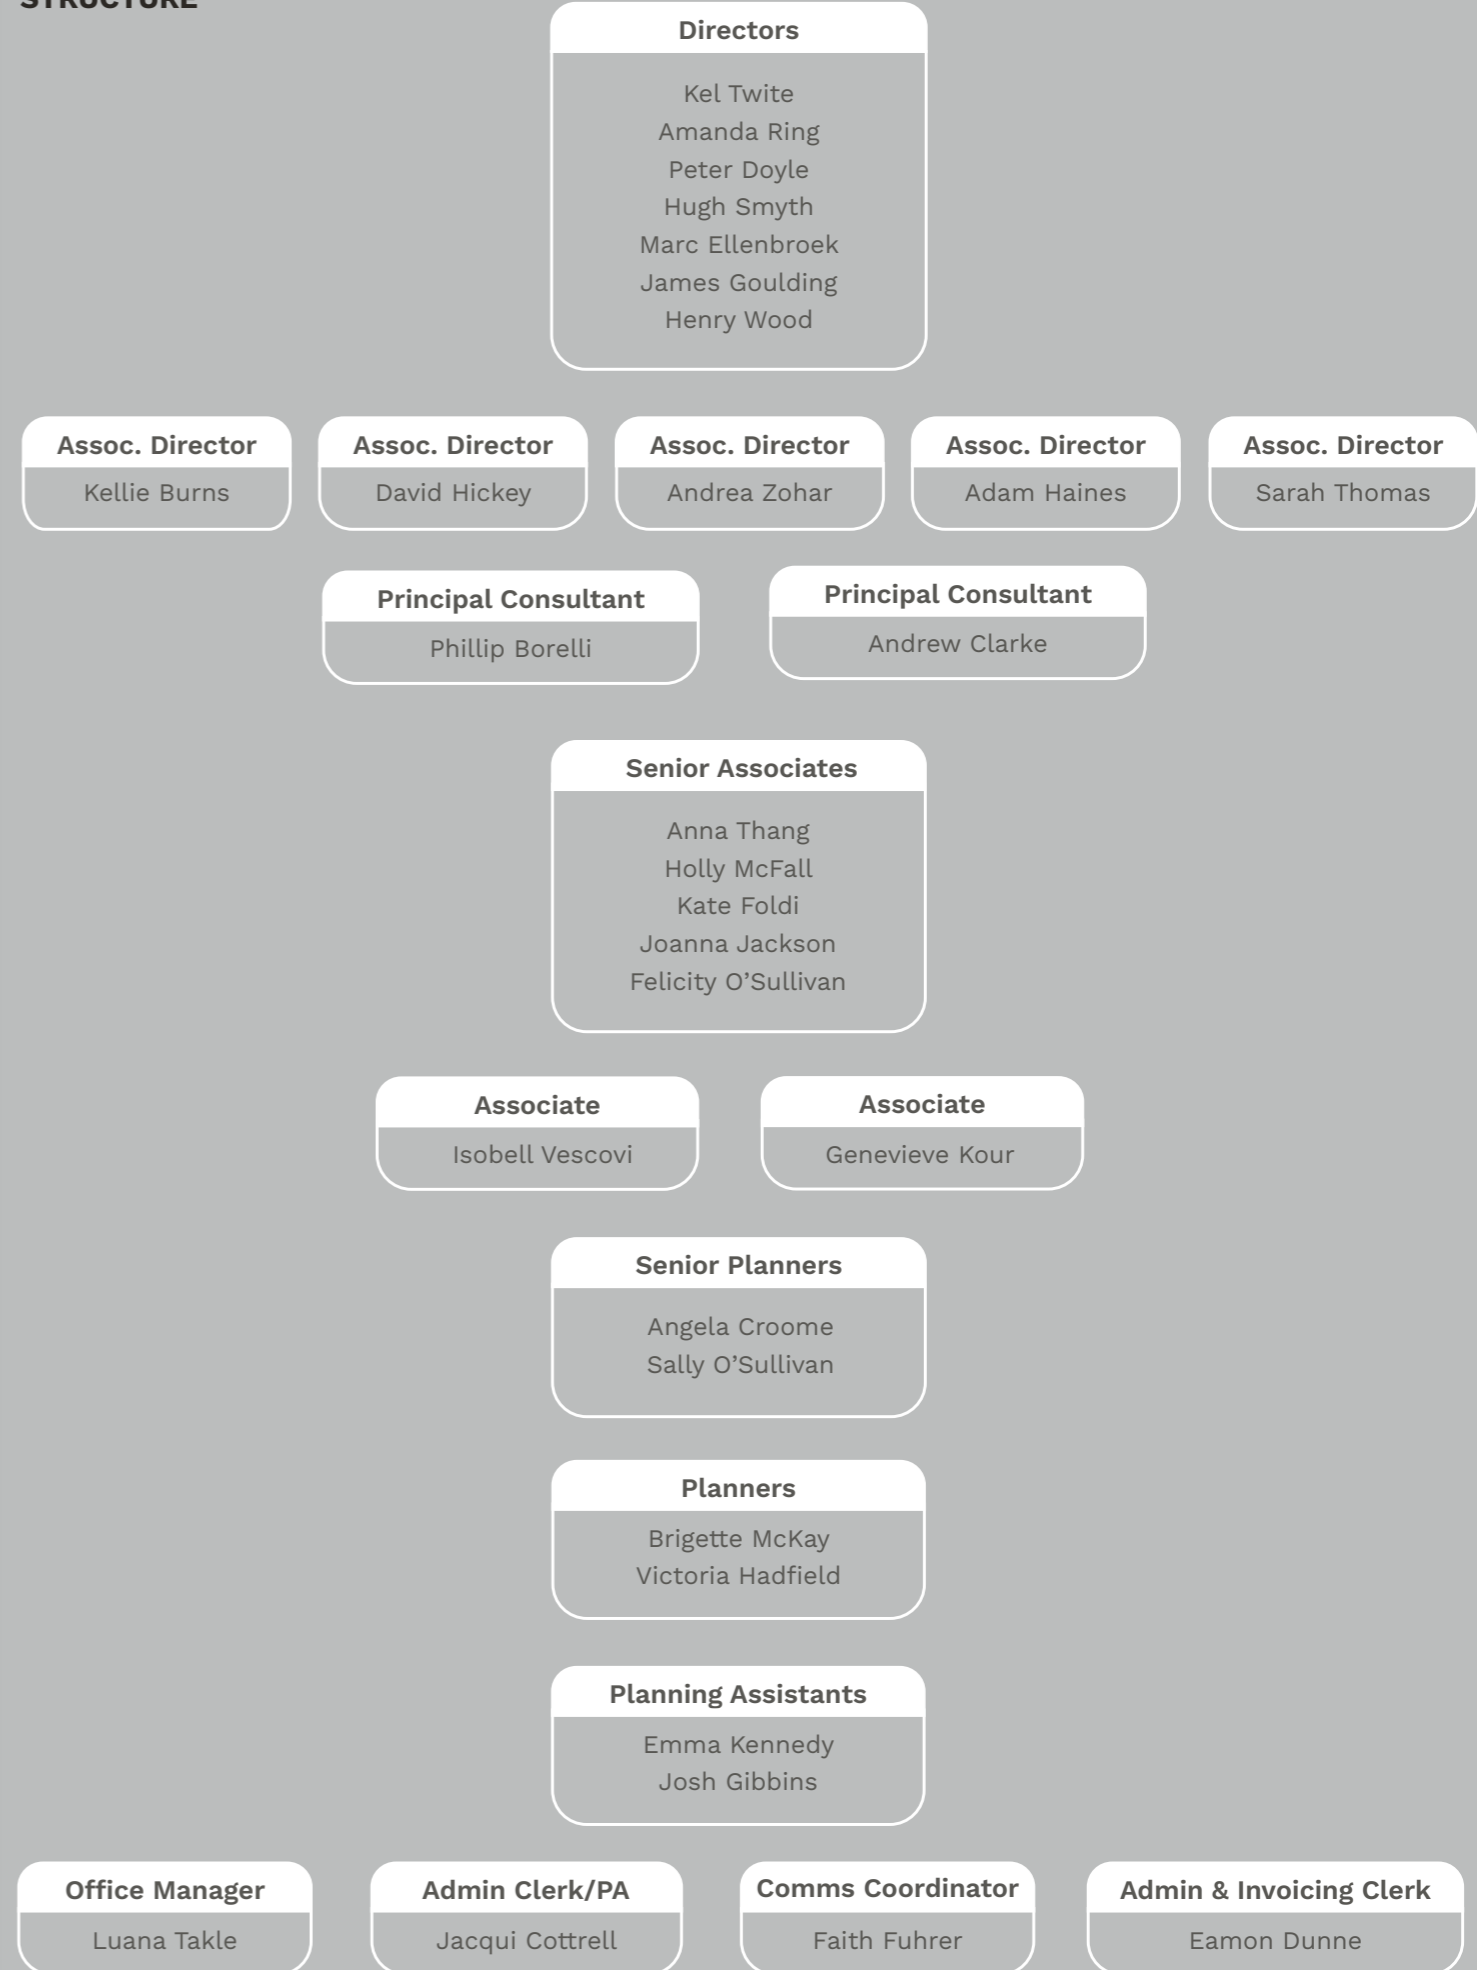 STRUCTURE
Directors
Kel Twite
Amanda Ring
Peter Doyle
Hugh Smyth
Marc Ellenbroek
James Goulding
Henry Wood
Assoc. Director
Kellie Burns
Assoc. Director
David Hickey
Assoc. Director
Andrea Zohar
Assoc. Director
Adam Haines
Assoc. Director
Sarah Thomas
Principal Consultant
Phillip Borelli
Principal Consultant
Andrew Clarke
Senior Associates
Anna Thang
Holly McFall
Kate Foldi
Joanna Jackson
Felicity O’Sullivan
Associate
Isobell Vescovi
Associate
Genevieve Kour
Senior Planners
Angela Croome
Sally O’Sullivan
Planners
Brigette McKay
Victoria Hadfield
Planning Assistants
Emma Kennedy
Josh Gibbins
Office Manager
Luana Takle
Admin Clerk/PA
Jacqui Cottrell
Comms Coordinator
Faith Fuhrer
Admin & Invoicing Clerk
Eamon Dunne